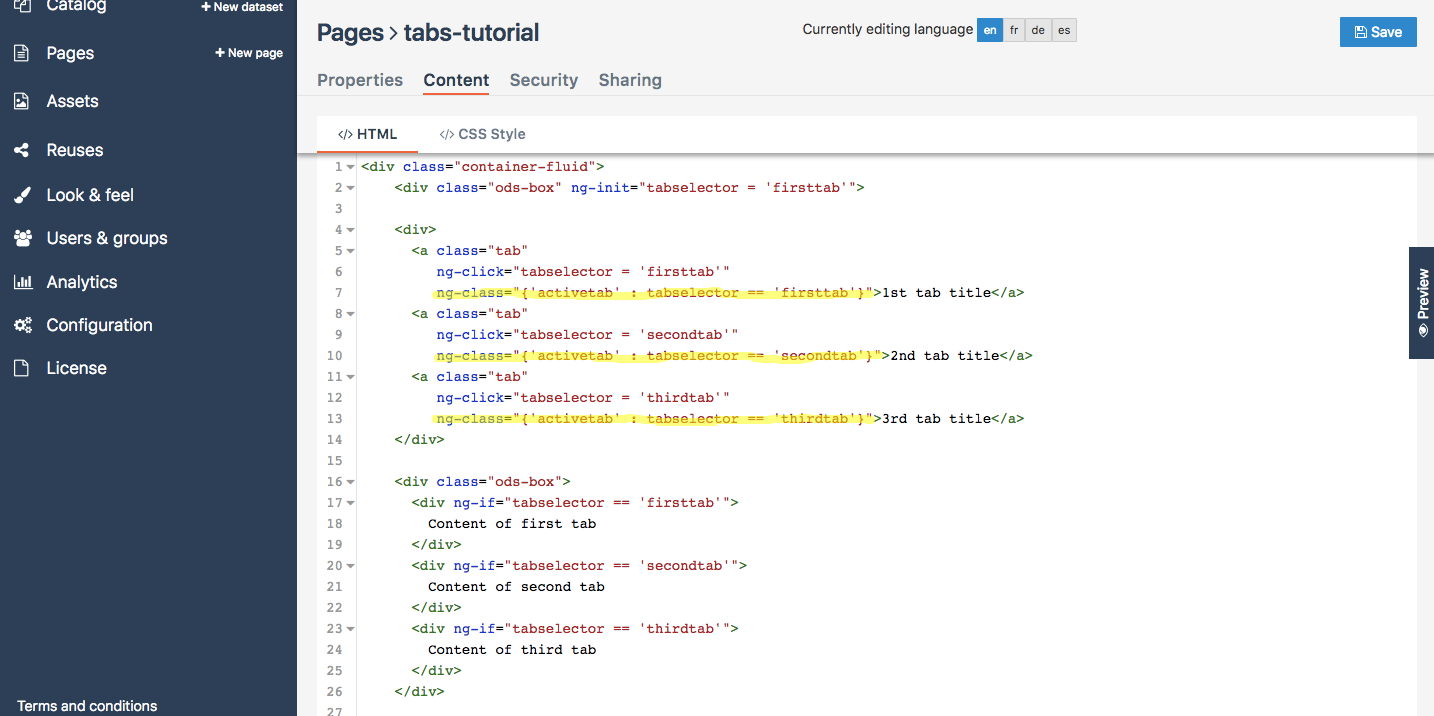 Catalog
+ New dataset
Pages
+ New page
Assets
Reuses
Look & feel
Users & groups
Analytics
Configuration
License
Terms and conditions
Pages > tabs-tutorial
Currently editing language en fr de es
Save
Properties Content Security Sharing
</> HTML </> CSS Style
1 <div class="container-fluid">
2 <div class="ods-box" ng-init="tabselector = 'firsttab'">
3
4 <div>
5 <a class="tab"
6 ng-click="tabselector = 'firsttab'"
7 ng-class="{'activetab' : tabselector == 'firsttab'}">1st tab title</a>
8 <a class="tab"
9 ng-click="tabselector = 'secondtab'"
10 ng-class="{'activetab' : tabselector == 'secondtab'}">2nd tab title</a>
11 <a class="tab"
12 ng-click="tabselector = 'thirdtab'"
13 ng-class="{'activetab' : tabselector == 'thirdtab'}">3rd tab title</a>
14 </div>
15
16 <div class="ods-box">
17 <div ng-if="tabselector == 'firsttab'">
18 Content of first tab
19 </div>
20 <div ng-if="tabselector == 'secondtab'">
21 Content of second tab
22 </div>
23 <div ng-if="tabselector == 'thirdtab'">
24 Content of third tab
25 </div>
26 </div>
27
Preview